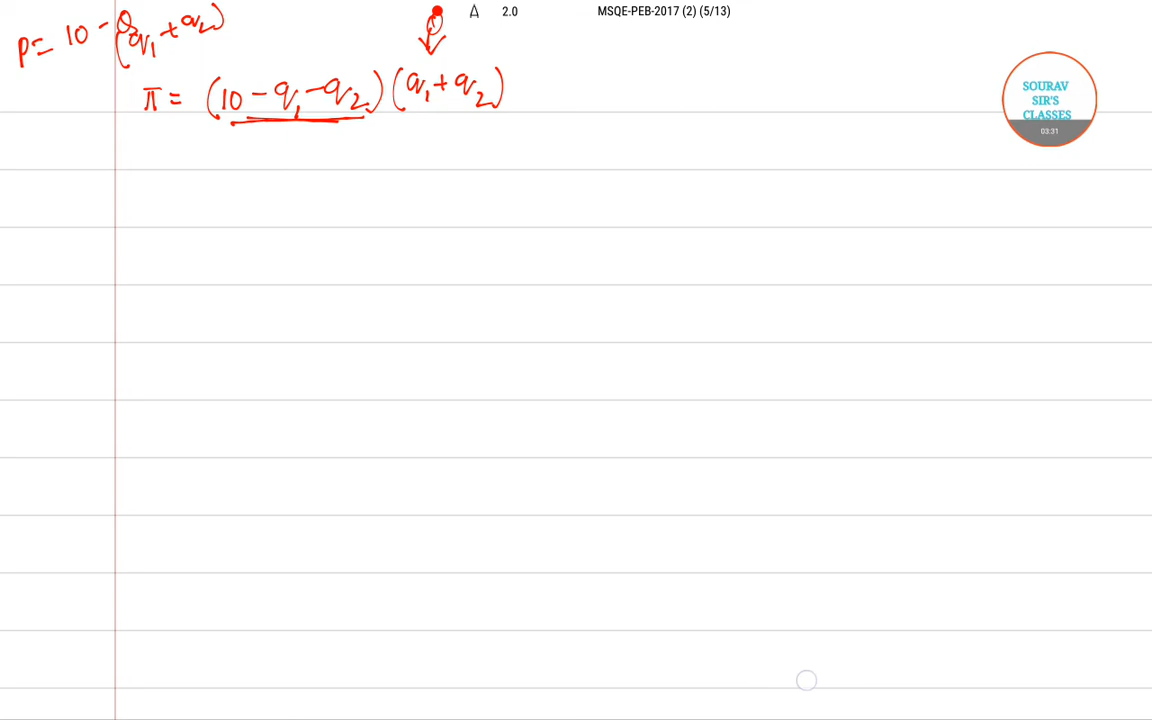 Δ 2.0 MSQE-PEB-2017 (2) (5/13)
P = 10 - (q₁ + q₂)
π = (10 - q₁ - q₂) (q₁ + q₂)
SOURAV
SIR'S
CLASSES
03:31